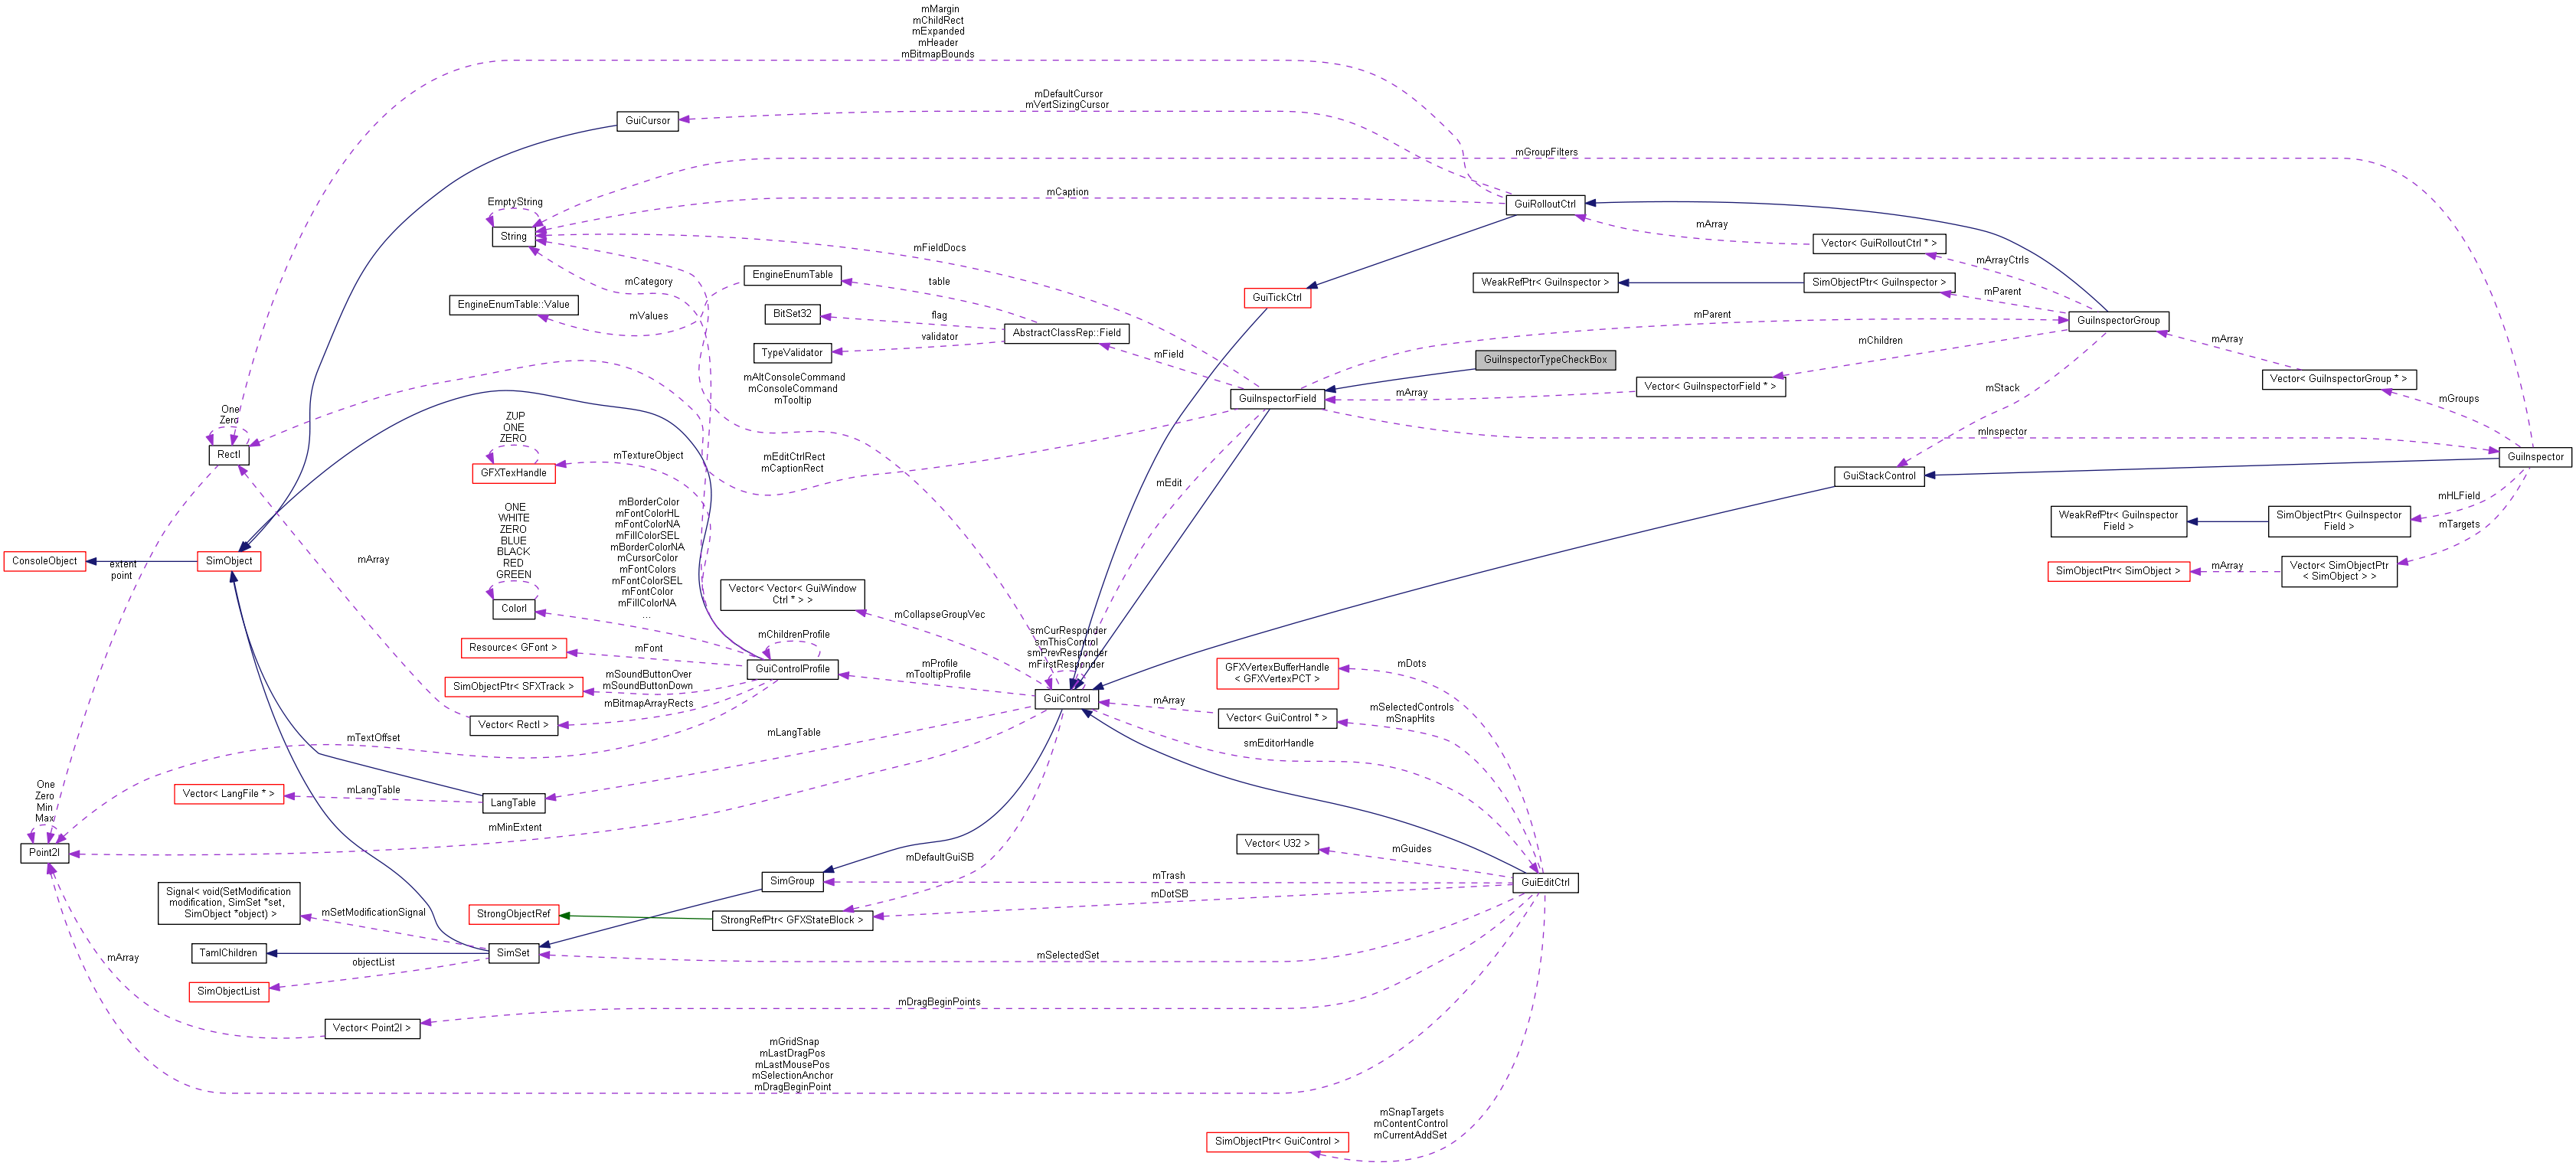 mMargin
mChildRect
mExpanded
mHeader
mBitmapBounds
mDefaultCursor
mVertSizingCursor
GuiCursor
mGroupFilters
mCaption
GuiRolloutCtrl
EmptyString
String
mFieldDocs
mArray
Vector< GuiRolloutCtrl * >
mArrayCtrls
mCategory
EngineEnumTable
table
WeakRefPtr< GuiInspector >
SimObjectPtr< GuiInspector >
mParent
GuiTickCtrl
EngineEnumTable::Value
mValues
BitSet32
flag
AbstractClassRep::Field
validator
TypeValidator
mParent
GuiInspectorGroup
mChildren
mArray
mField
GuiInspectorTypeCheckBox
mAltConsoleCommand
mConsoleCommand
mTooltip
GuiInspectorField
mArray
Vector< GuiInspectorField * >
mStack
Vector< GuiInspectorGroup * >
mGroups
One
Zero
RectI
ZUP
ONE
ZERO
GFXTexHandle
mTextureObject
mEditCtrlRect
mCaptionRect
mEdit
mInspector
GuiInspector
GuiStackControl
mHLField
mTargets
WeakRefPtr< GuiInspector
Field >
SimObjectPtr< GuiInspector
Field >
SimObjectPtr< SimObject >
mArray
Vector< SimObjectPtr
< SimObject > >
ONE
WHITE
ZERO
BLUE
BLACK
RED
GREEN
ColorI
mBorderColor
mFontColorHL
mFontColorNA
mFillColorSEL
mBorderColorNA
mCursorColor
mFontColors
mFontColorSEL
mFontColor
mFillColorNA
...
ConsoleObject
SimObject
extent
point
mArray
Vector< Vector< GuiWindow
Ctrl * > >
mCollapseGroupVec
smCurResponder
smThisControl
smPrevResponder
mFirstResponder
mChildrenProfile
GuiControlProfile
Resource< GFont >
mFont
SimObjectPtr< SFXTrack >
mSoundButtonOver
mSoundButtonDown
mProfile
mTooltipProfile
GuiControl
mBitmapArrayRects
Vector< RectI >
GFXVertexBufferHandle
< GFXVertexPCT >
mDots
mArray
Vector< GuiControl * >
mSelectedControls
mSnapHits
mTextOffset
mLangTable
smEditorHandle
One
Zero
Min
Max
Point2I
Vector< LangFile * >
mLangTable
LangTable
mMinExtent
mDefaultGuiSB
Vector< U32 >
mGuides
SimGroup
mTrash
GuiEditCtrl
mDotSB
Signal< void(SetModification
modification, SimSet *set,
SimObject *object) >
mSetModificationSignal
StrongObjectRef
StrongRefPtr< GFXStateBlock >
TamlChildren
SimSet
mSelectedSet
objectList
SimObjectList
mArray
mDragBeginPoints
Vector< Point2I >
mGridSnap
mLastDragPos
mLastMousePos
mSelectionAnchor
mDragBeginPoint
mSnapTargets
mContentControl
mCurrentAddSet
SimObjectPtr< GuiControl >